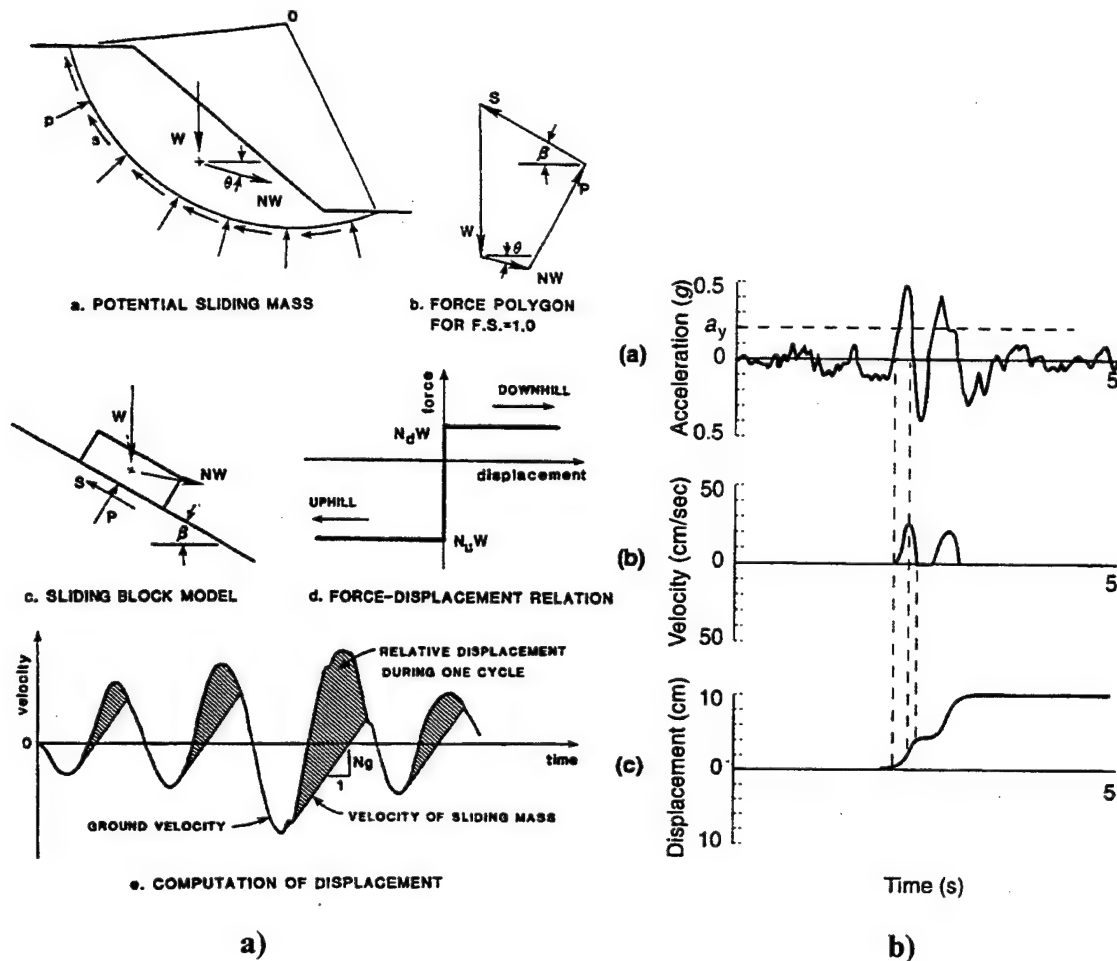 O
W
p
s
θ
NW
a. POTENTIAL SLIDING MASS
S
β
P
W
θ
NW
b. FORCE POLYGON
FOR F.S.=1.0
W
NW
S
P
β
c. SLIDING BLOCK MODEL
force
DOWNHILL
N_dW
displacement
UPHILL
N_uW
d. FORCE-DISPLACEMENT RELATION
velocity
0
RELATIVE DISPLACEMENT
DURING ONE CYCLE
time
Ng
1
GROUND VELOCITY
VELOCITY OF SLIDING MASS
e. COMPUTATION OF DISPLACEMENT
a)
(a)
Acceleration (g)
0.5
a_y
0
0.5
5
(b)
Velocity (cm/sec)
50
0
50
5
(c)
Displacement (cm)
10
0
10
5
Time (s)
b)